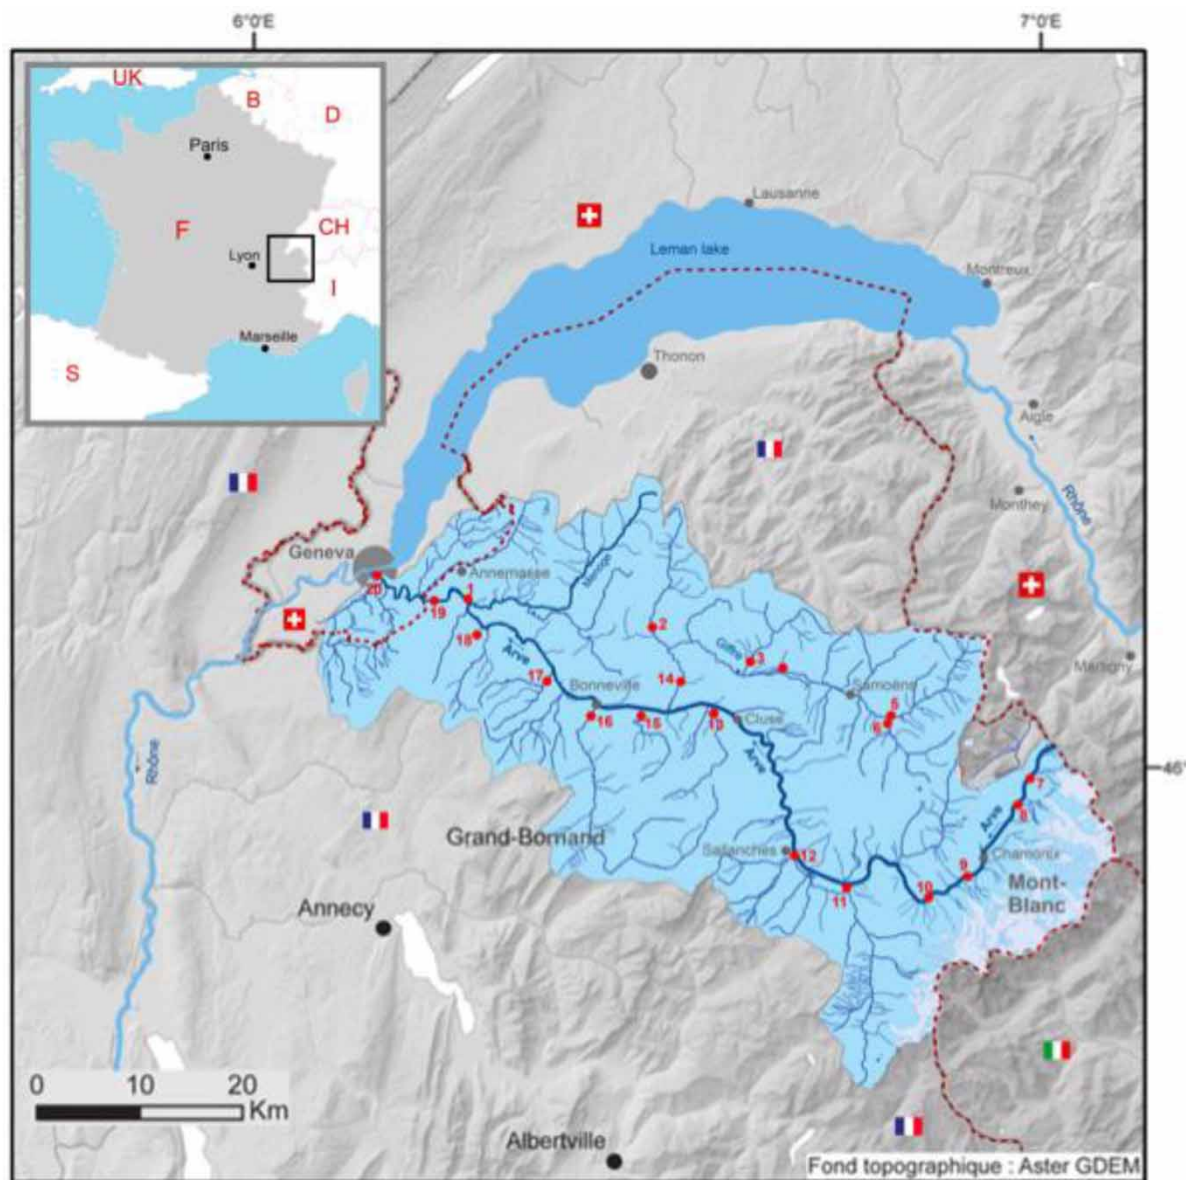 6°0'E
7°0'E
UK
B
D
Paris
F
CH
Lyon
I
Marseille
S
Lausanne
Leman lake
Montreux
Thonon
Aigle
Monthey
Rhône
Geneva
Annemasse
Menoge
20
19
1
18
2
Arve
Giffre
3
Martigny
17
Bonneville
14
Samoëns
5
6
16
15
13
Cluse
46°
Rhône
Arve
7
8
Arve
Grand-Bornand
Sallanches
12
Chamonix
9
10
11
Mont-
Blanc
Annecy
0 10 20
Km
Albertville
Fond topographique : Aster GDEM